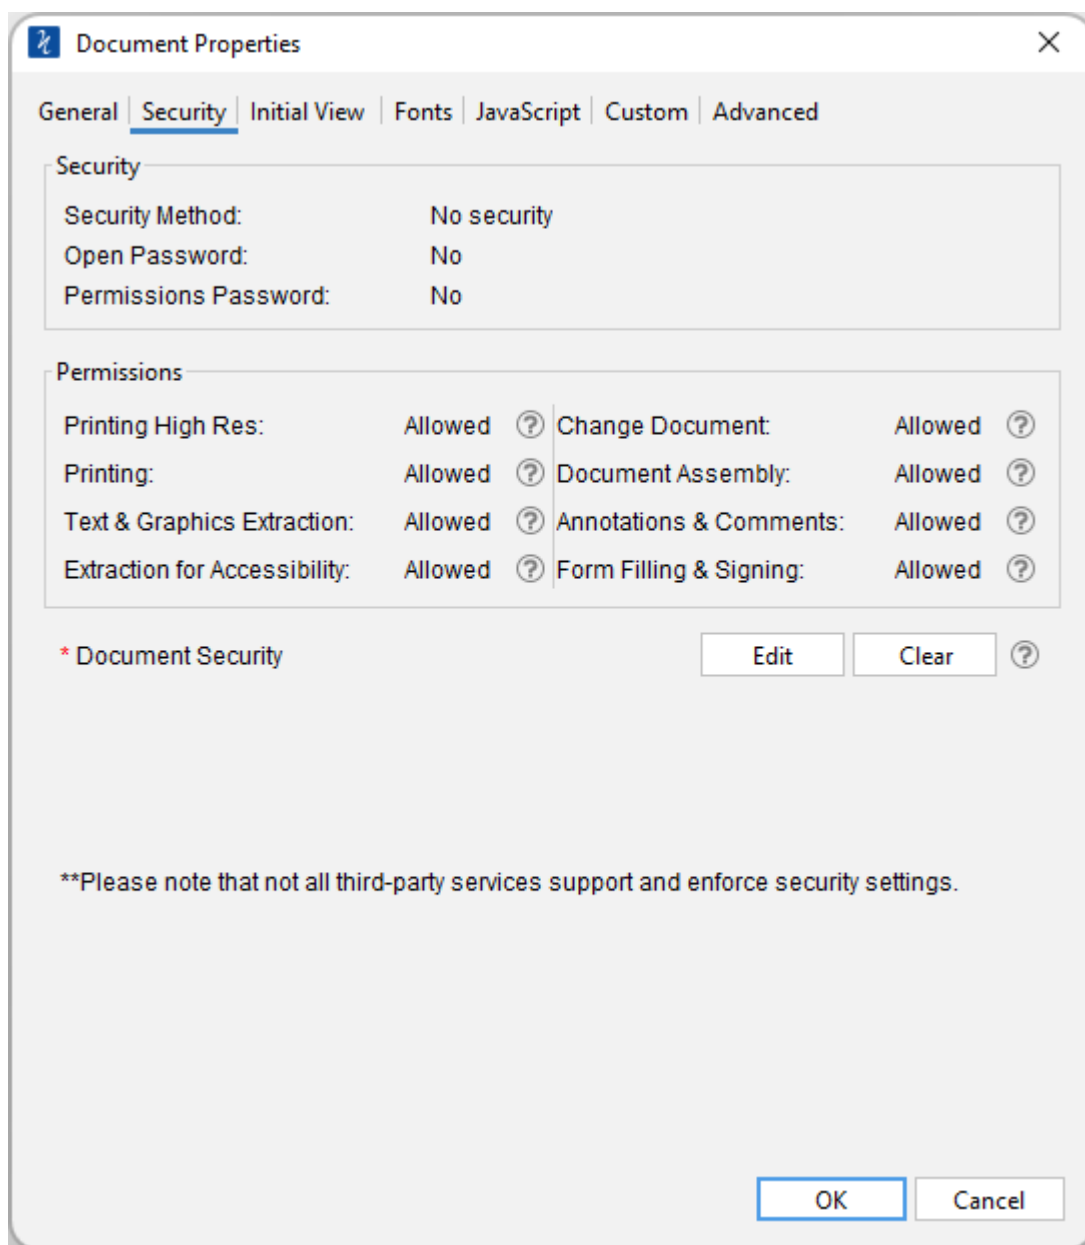 Document Properties
General Security Initial View Fonts JavaScript Custom Advanced
Security
Security Method: No security
Open Password: No
Permissions Password: No
Permissions
Printing High Res: Allowed ? Change Document: Allowed ?
Printing: Allowed ? Document Assembly: Allowed ?
Text & Graphics Extraction: Allowed ? Annotations & Comments: Allowed ?
Extraction for Accessibility: Allowed ? Form Filling & Signing: Allowed ?
* Document Security Edit Clear ?
**Please note that not all third-party services support and enforce security settings.
OK Cancel